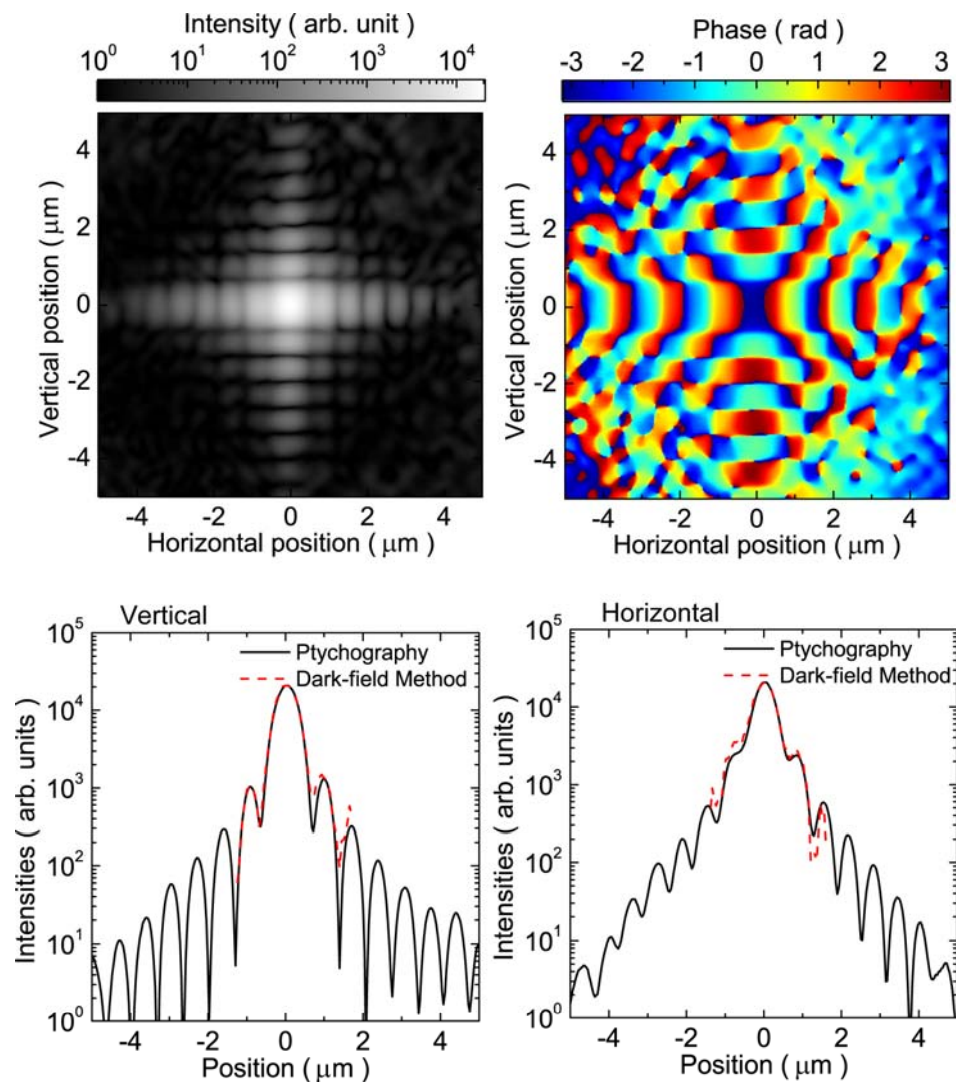 Intensity ( arb. unit )
10^0 10^1 10^2 10^3 10^4
Vertical position ( μm )
4
2
0
-2
-4
-4 -2 0 2 4
Horizontal position ( μm )
Phase ( rad )
-3 -2 -1 0 1 2 3
Vertical position ( μm )
4
2
0
-2
-4
-4 -2 0 2 4
Horizontal position ( μm )
Vertical
Intensities ( arb. units )
10^5
10^4
10^3
10^2
10^1
10^0
Ptychography
Dark-field Method
-4 -2 0 2 4
Position ( μm )
Horizontal
Intensities ( arb. units )
10^5
10^4
10^3
10^2
10^1
10^0
Ptychography
Dark-field Method
-4 -2 0 2 4
Position ( μm )